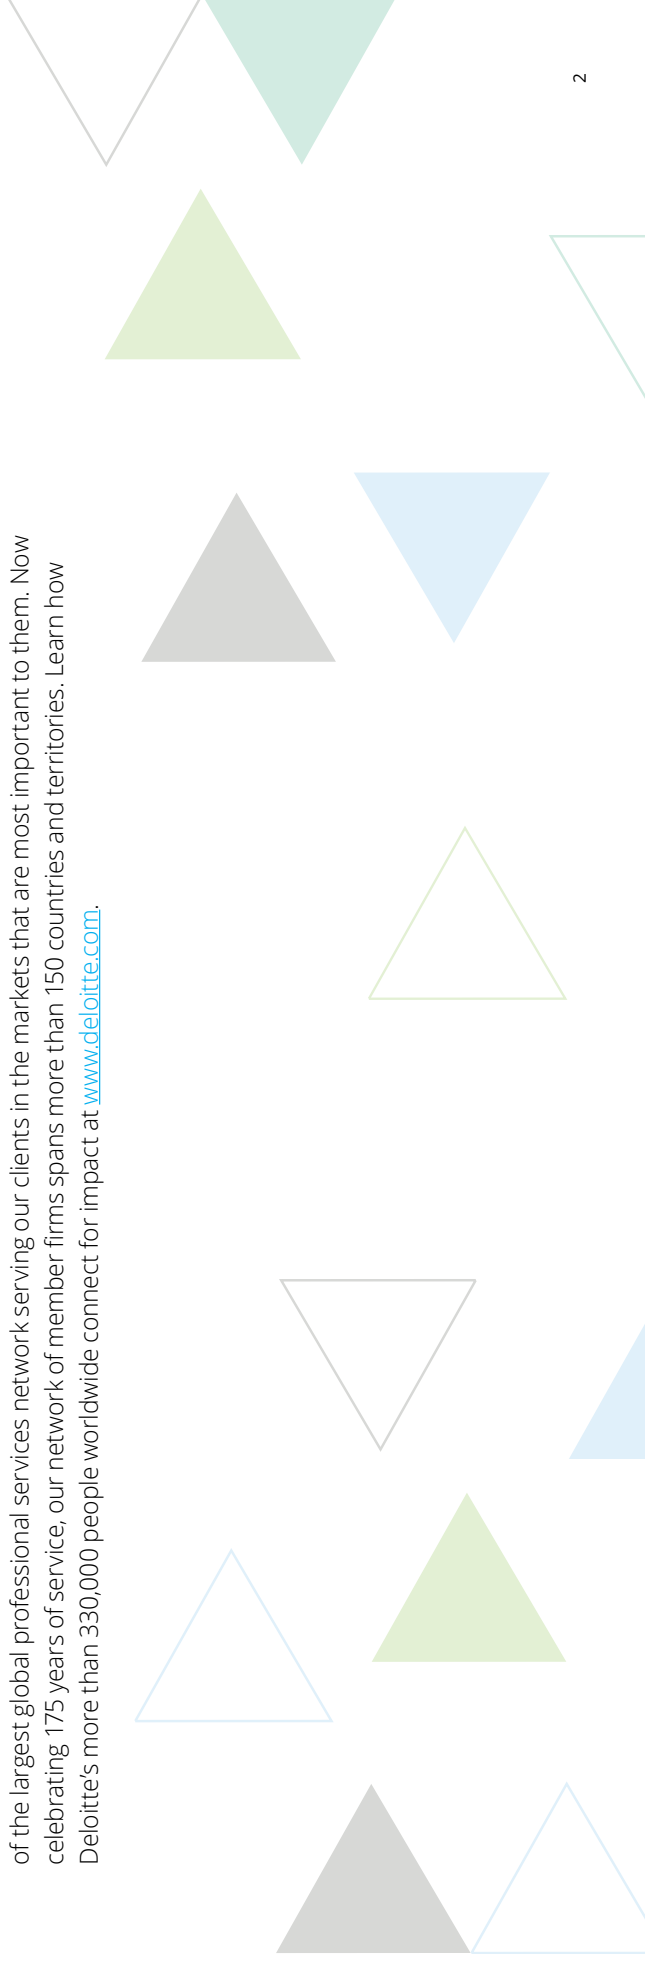 of the largest global professional services network serving our clients in the markets that are most important to them. Now
celebrating 175 years of service, our network of member firms spans more than 150 countries and territories. Learn how
Deloitte's more than 330,000 people worldwide connect for impact at www.deloitte.com.
2